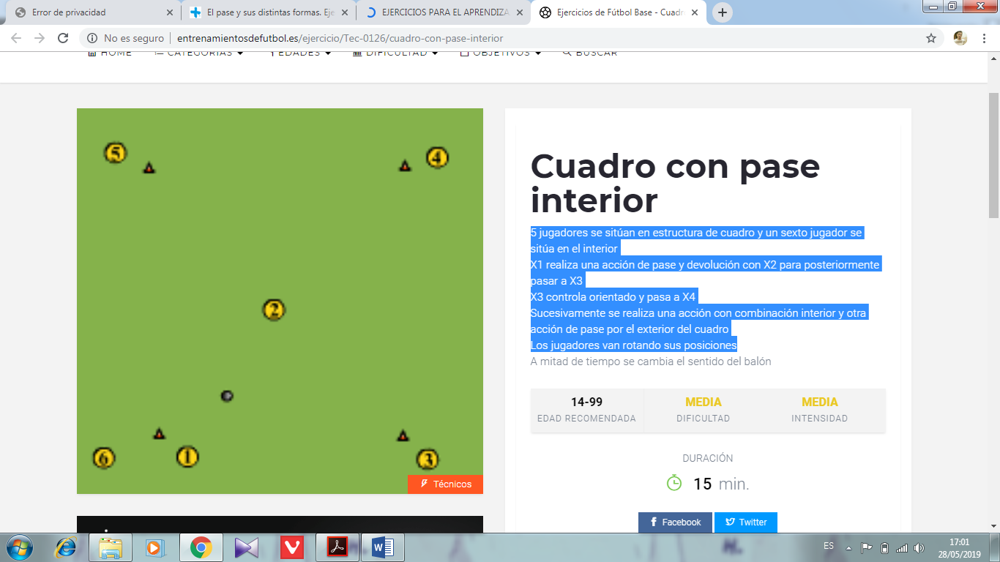 Error de privacidad
El pase y sus distintas formas. Eje
EJERCICIOS PARA EL APRENDIZA
Ejercicios de Fútbol Base - Cuadr
No es seguro | entrenamientosdefutbol.es/ejercicio/Tec-0126/cuadro-con-pase-interior
HOME CATEGORÍAS EDADES DIFICULTAD OBJETIVOS BUSCAR
5
4
2
6
1
3
Técnicos
Cuadro con pase
interior
5 jugadores se sitúan en estructura de cuadro y un sexto jugador se
sitúa en el interior
X1 realiza una acción de pase y devolución con X2 para posteriormente
pasar a X3
X3 controla orientado y pasa a X4
Sucesivamente se realiza una acción con combinación interior y otra
acción de pase por el exterior del cuadro
Los jugadores van rotando sus posiciones
A mitad de tiempo se cambia el sentido del balón
14-99
EDAD RECOMENDADA
MEDIA
DIFICULTAD
MEDIA
INTENSIDAD
DURACIÓN
15 min.
Facebook
Twitter
ES
17:01
28/05/2019